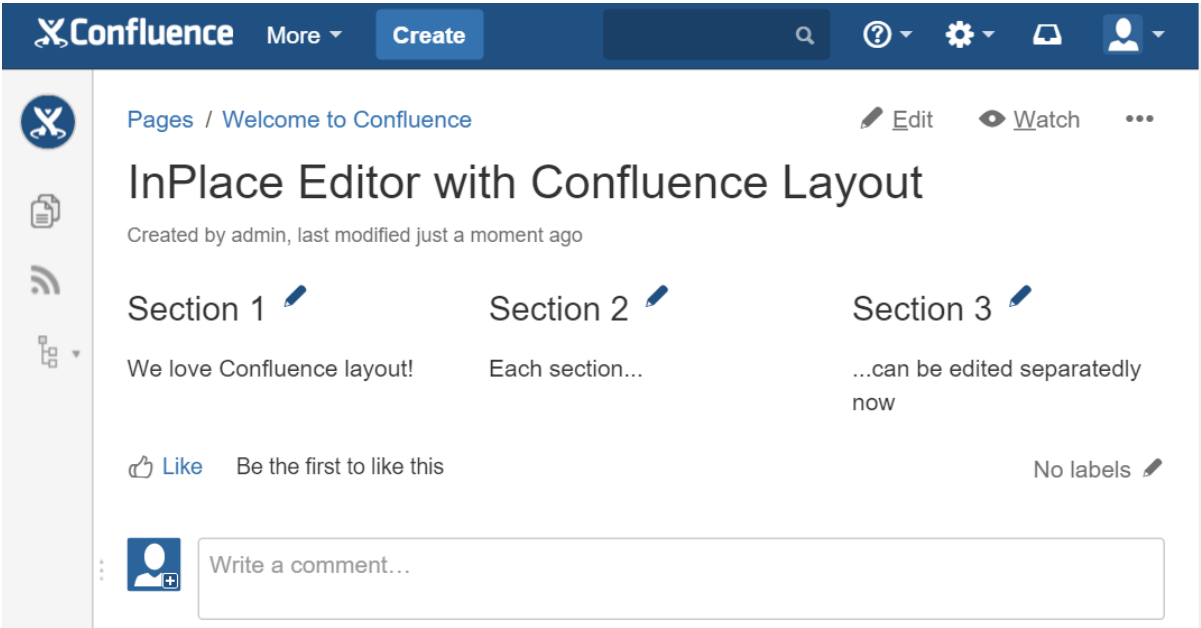 Confluence More Create
Pages / Welcome to Confluence Edit Watch •••
InPlace Editor with Confluence Layout
Created by admin, last modified just a moment ago
Section 1
We love Confluence layout!
Section 2
Each section...
Section 3
...can be edited separatedly
now
Like Be the first to like this
No labels
Write a comment…